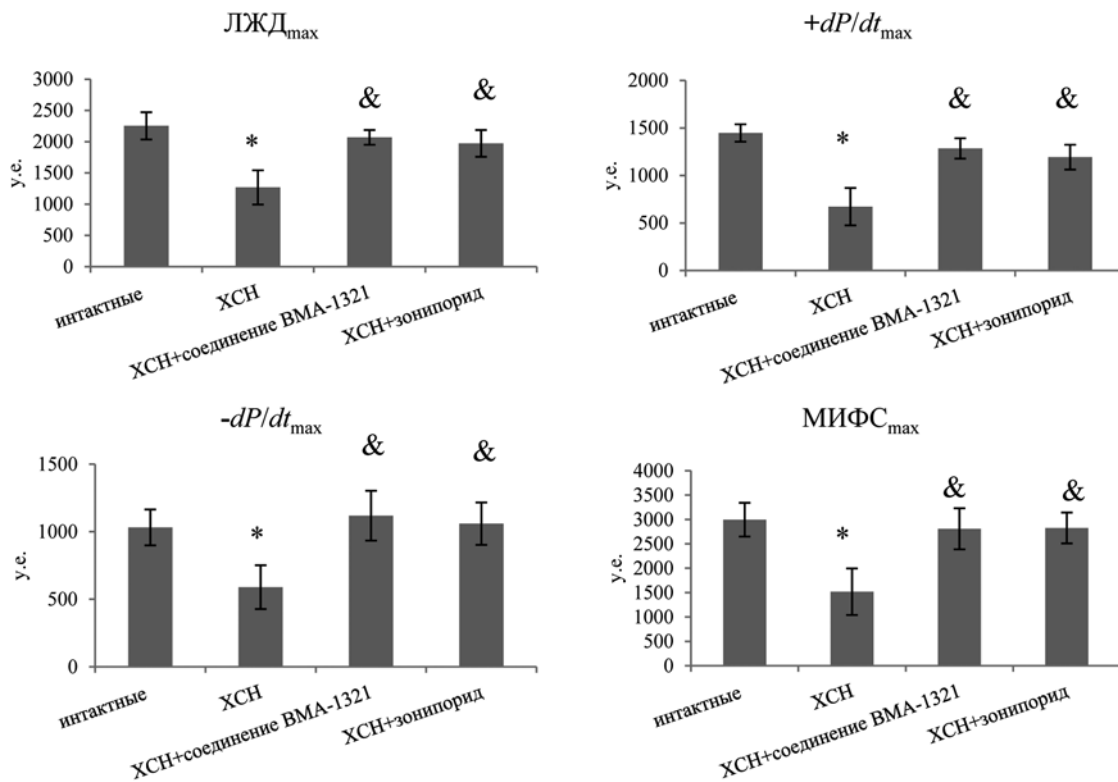 ЛЖДmax
3000
2500
2000
1500
1000
500
0
у.е.
*
&
&
интактные
ХСН
ХСН+соединение ВМА-1321
ХСН+зонипорид
+dP/dtmax
2000
1500
1000
500
0
у.е.
*
&
&
интактные
ХСН
ХСН+соединение ВМА-1321
ХСН+зонипорид
-dP/dtmax
1500
1000
500
0
у.е.
*
&
&
интактные
ХСН
ХСН+соединение ВМА-1321
ХСН+зонипорид
МИФСmax
4000
3500
3000
2500
2000
1500
1000
500
0
у.е.
*
&
&
интактные
ХСН
ХСН+соединение ВМА-1321
ХСН+зонипорид